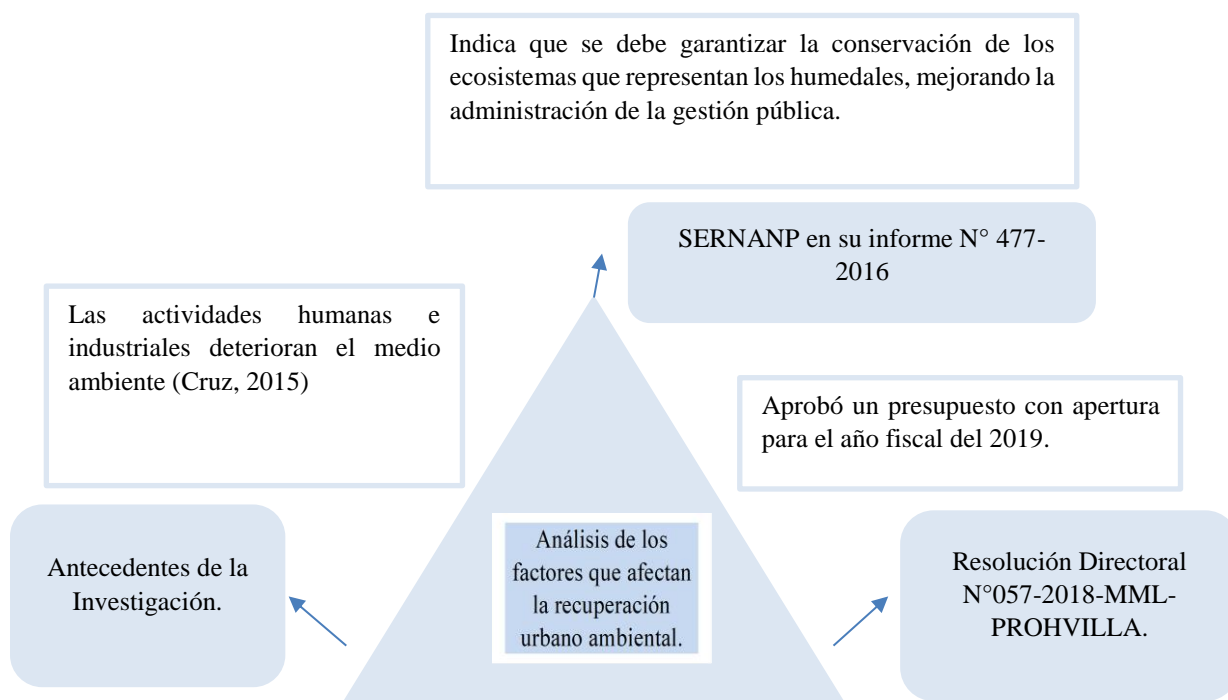 Indica que se debe garantizar la conservación de los
ecosistemas que representan los humedales, mejorando la
administración de la gestión pública.
SERNANP en su informe N° 477-
2016
Las actividades humanas e
industriales deterioran el medio
ambiente (Cruz, 2015)
Aprobó un presupuesto con apertura
para el año fiscal del 2019.
Antecedentes de la
Investigación.
Análisis de los
factores que afectan
la recuperación
urbano ambiental.
Resolución Directoral
N°057-2018-MML-
PROHVILLA.